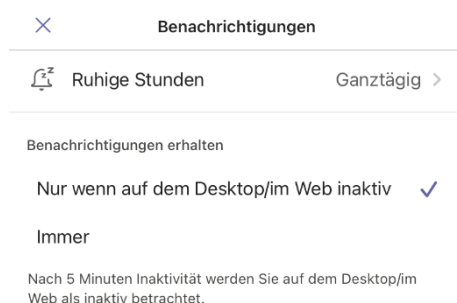 Benachrichtigungen
Ruhige Stunden Ganztägig
Benachrichtigungen erhalten
Nur wenn auf dem Desktop/im Web inaktiv
Immer
Nach 5 Minuten Inaktivität werden Sie auf dem Desktop/im
Web als inaktiv betrachtet.